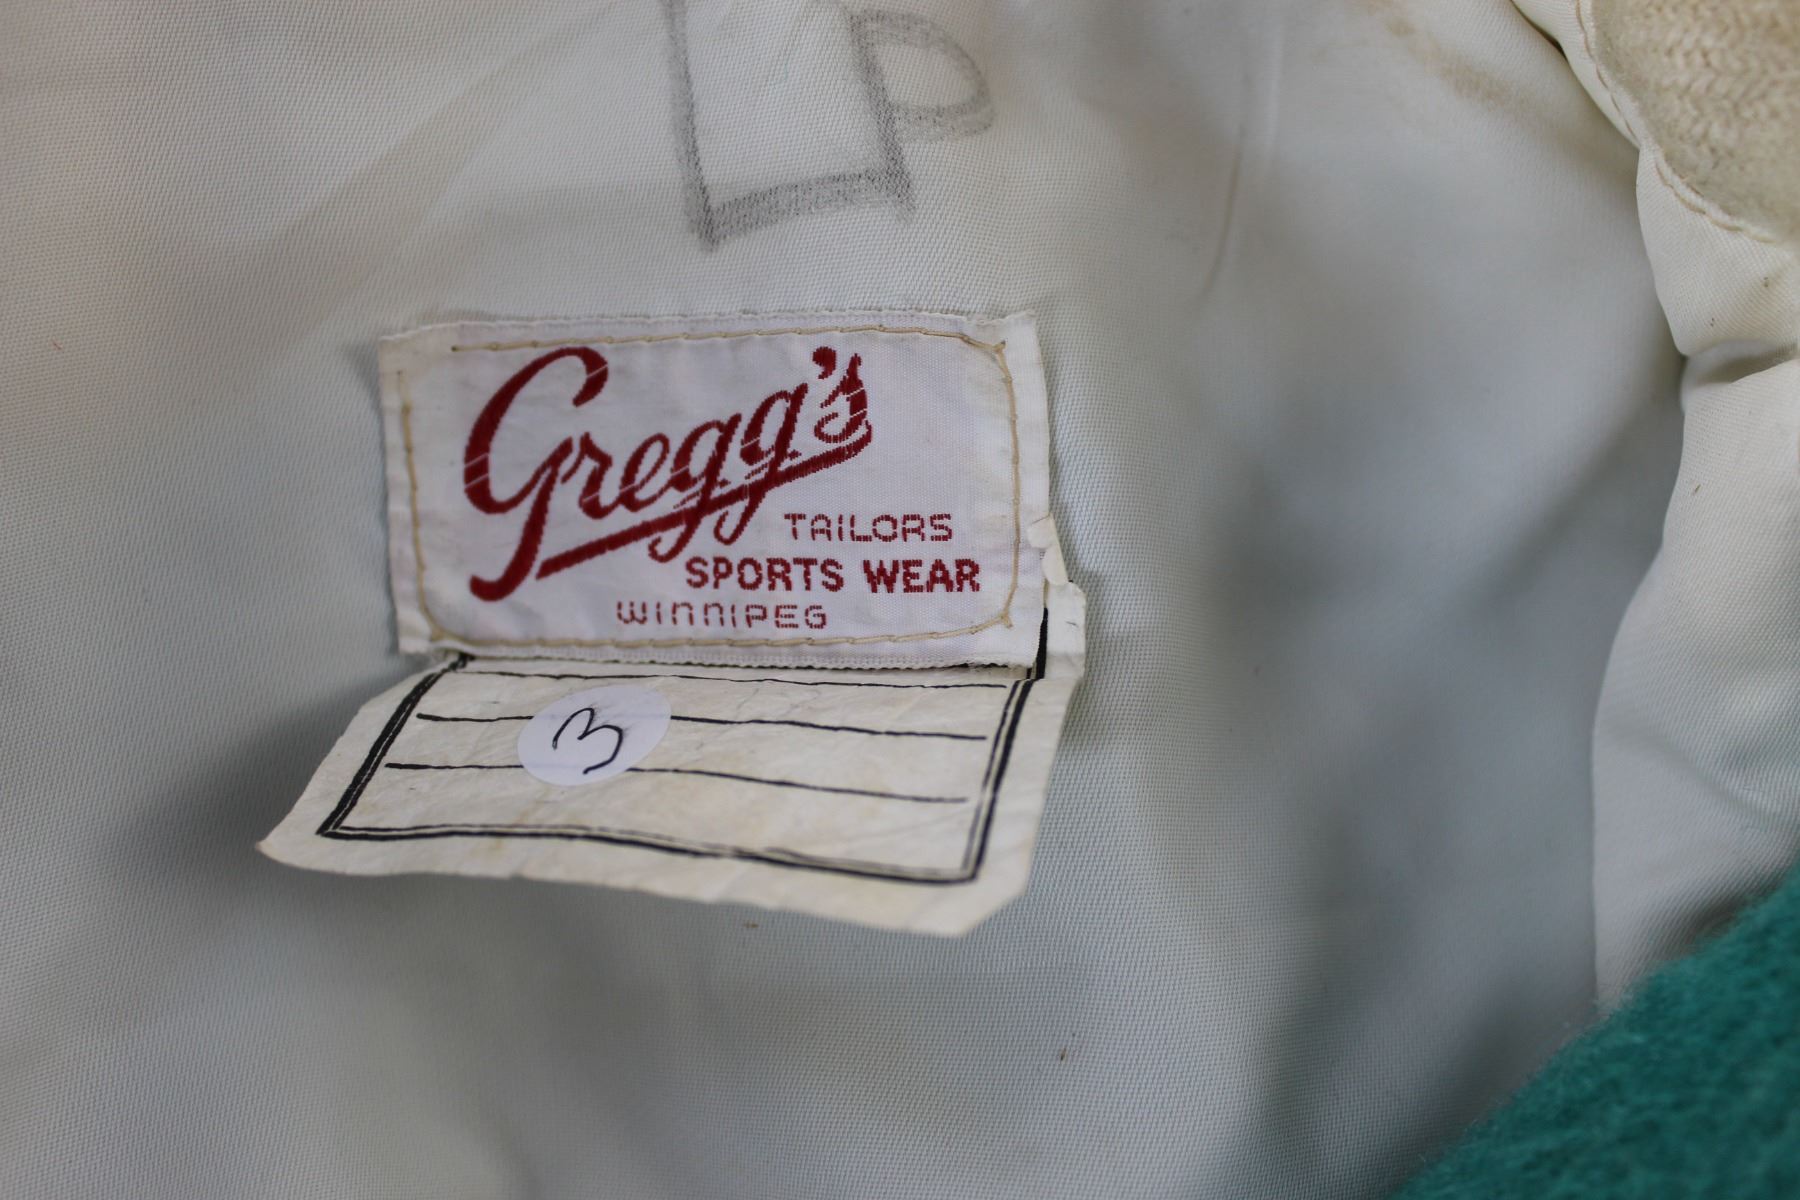 LP
Gregg's
TAILORS
SPORTS WEAR
WINNIPEG
3